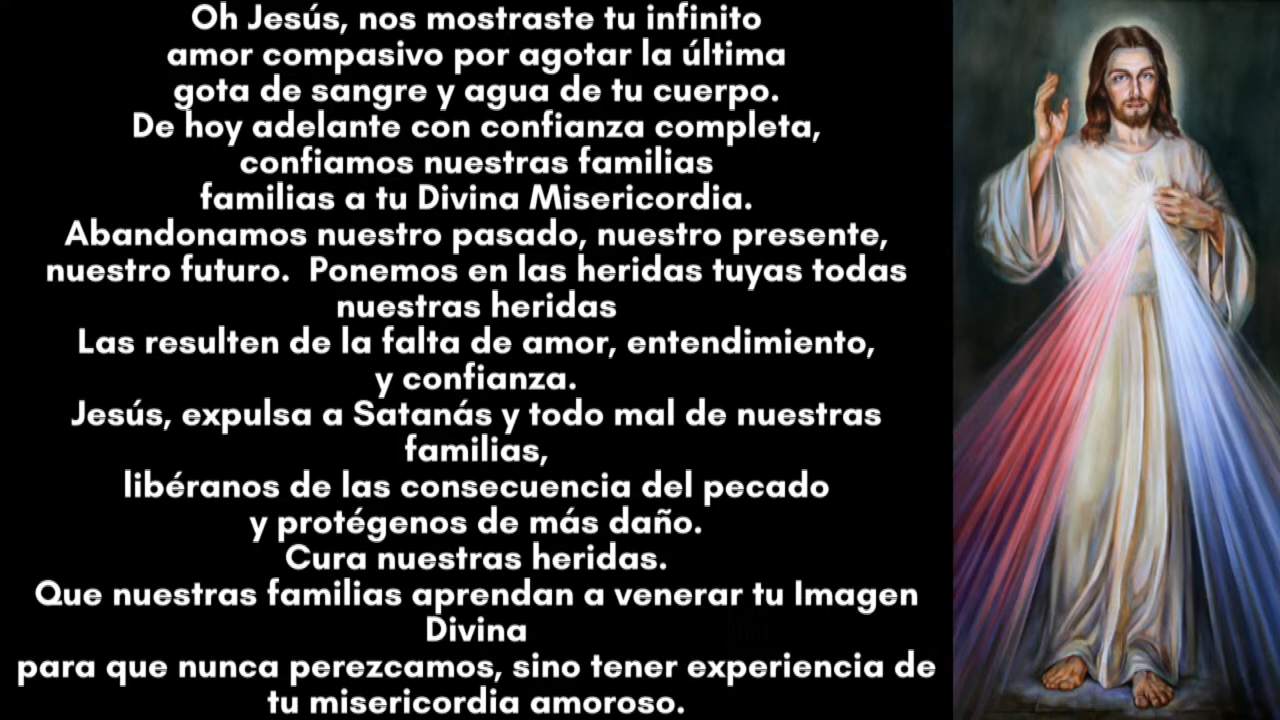 Oh Jesús, nos mostraste tu infinito
amor compasivo por agotar la última
gota de sangre y agua de tu cuerpo.
De hoy adelante con confianza completa,
confiamos nuestras familias
familias a tu Divina Misericordia.
Abandonamos nuestro pasado, nuestro presente,
nuestro futuro.  Ponemos en las heridas tuyas todas
nuestras heridas
Las resulten de la falta de amor, entendimiento,
y confianza.
Jesús, expulsa a Satanás y todo mal de nuestras
familias,
libéranos de las consecuencia del pecado
y protégenos de más daño.
Cura nuestras heridas.
Que nuestras familias aprendan a venerar tu Imagen
Divina
para que nunca perezcamos, sino tener experiencia de
tu misericordia amoroso.